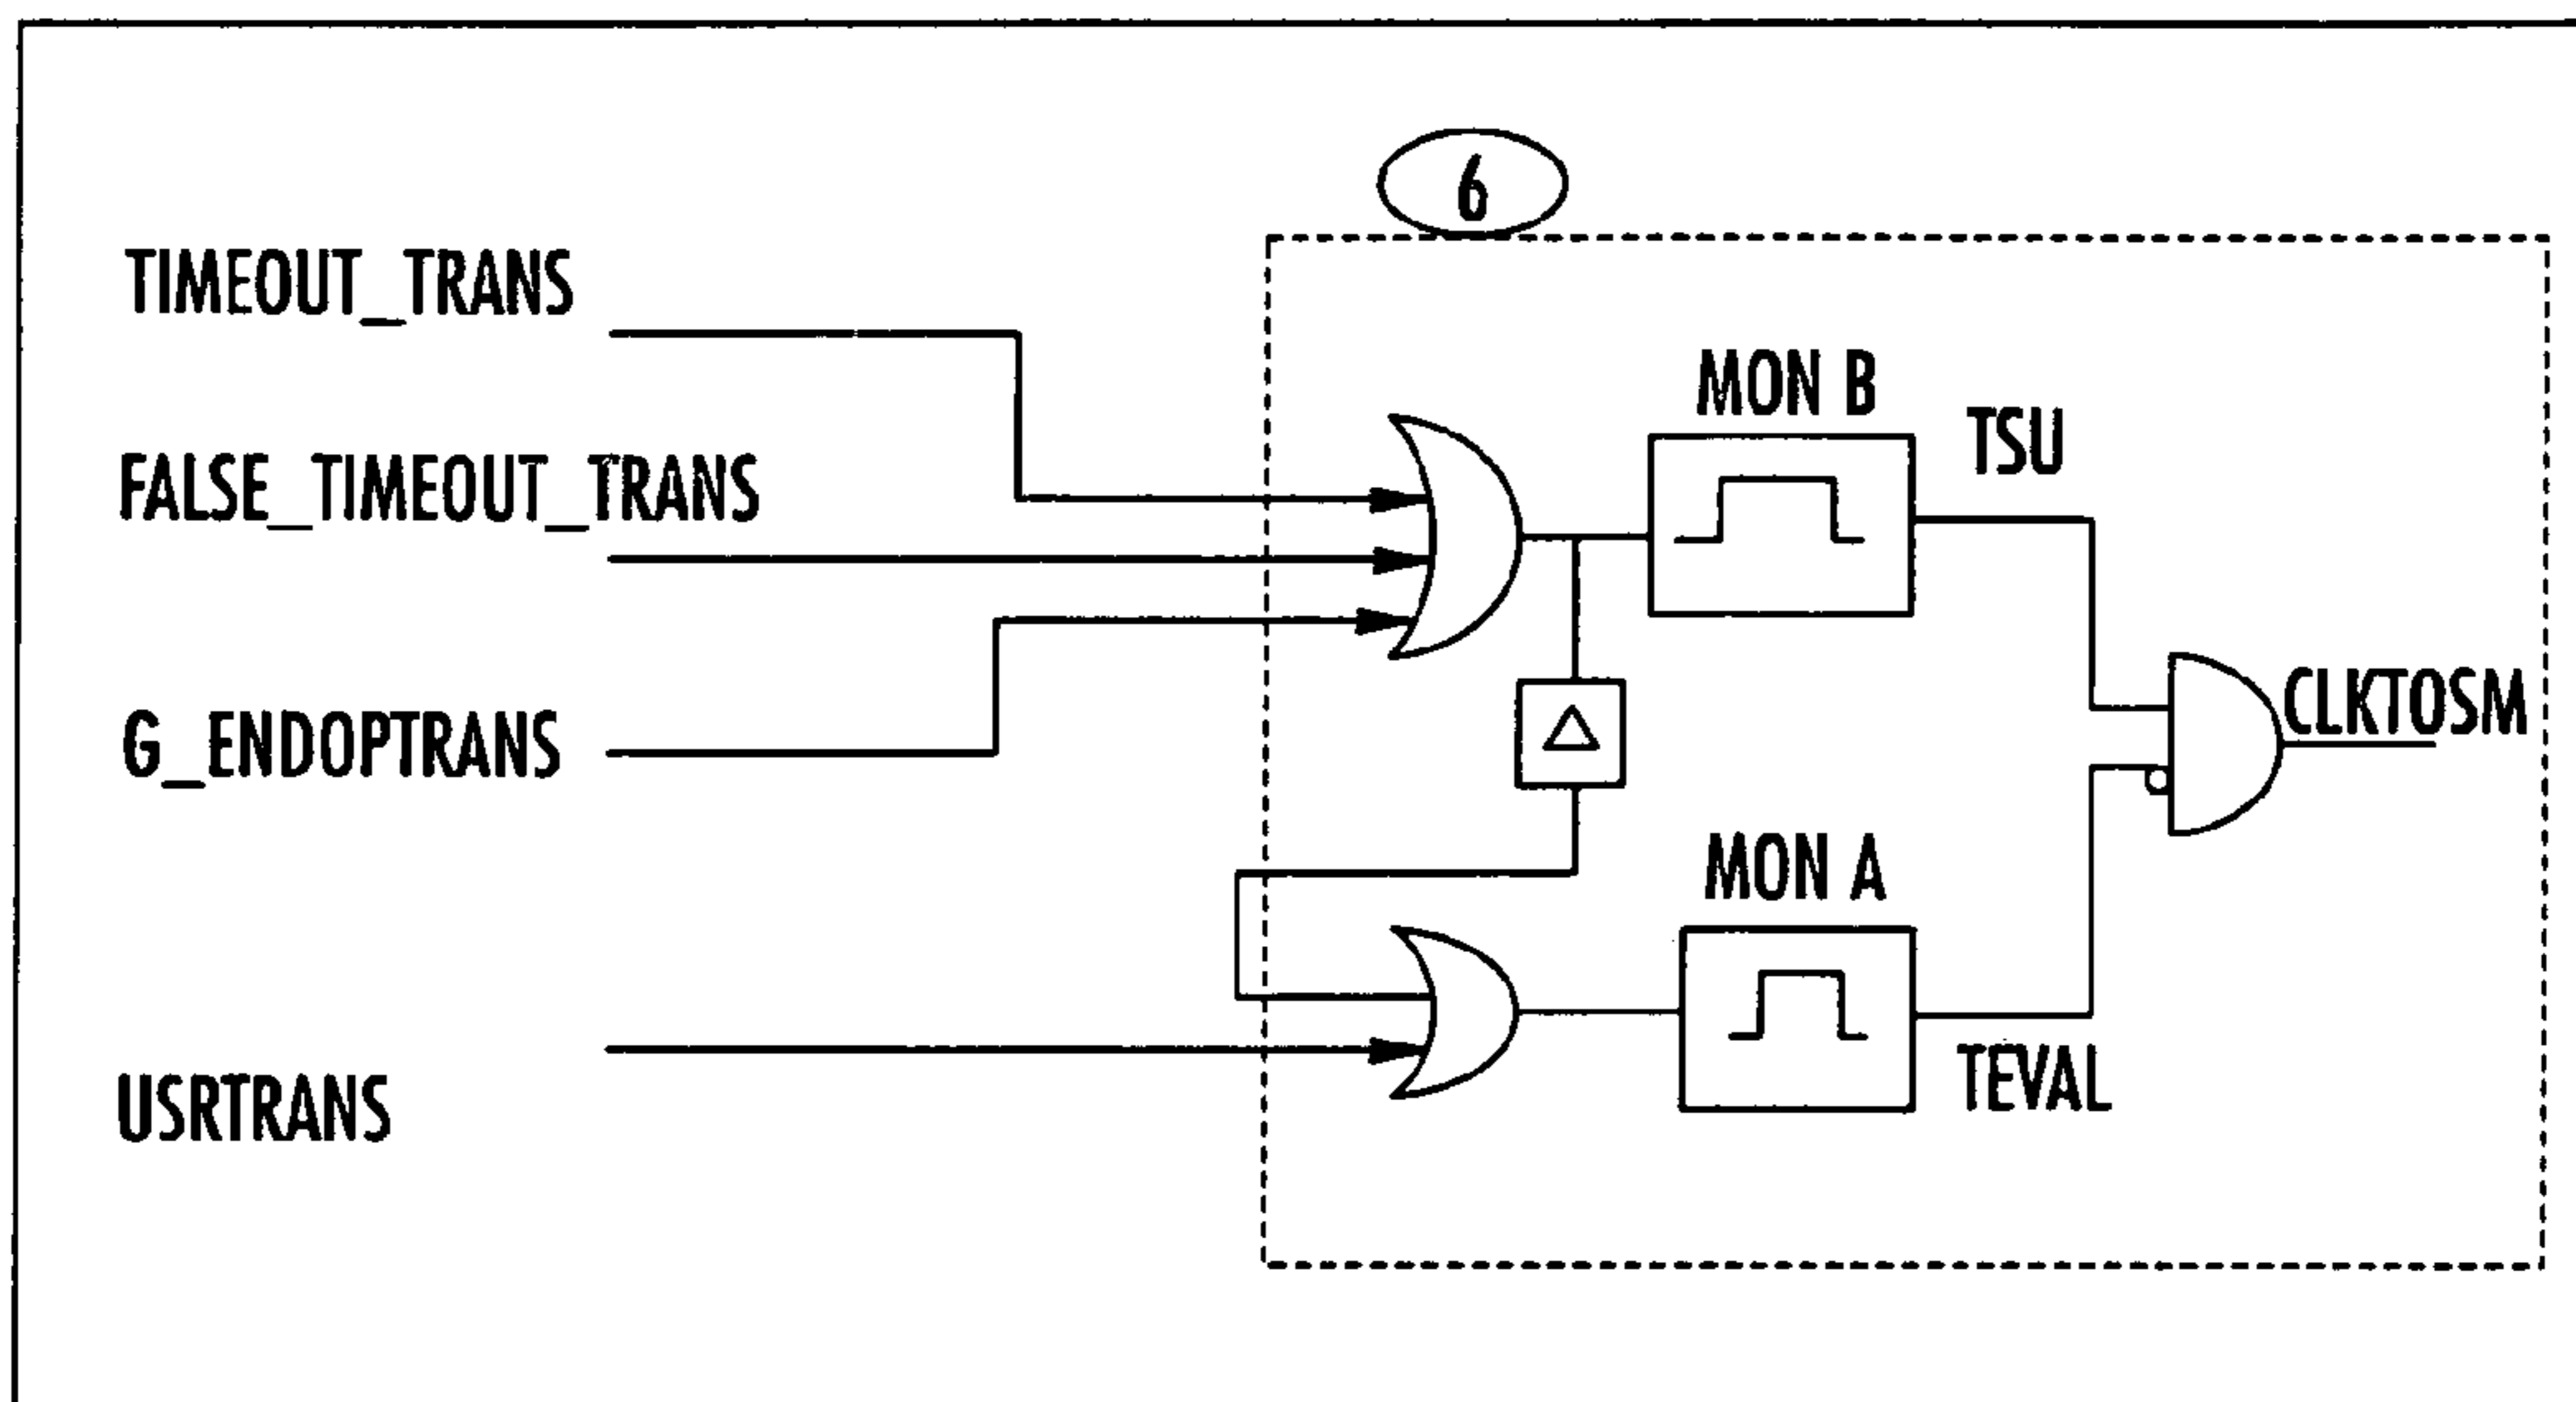 6
TIMEOUT_TRANS
MON B
TSU
FALSE_TIMEOUT_TRANS
CLKTOSM
G_ENDOPTRANS
MON A
TEVAL
USRTRANS